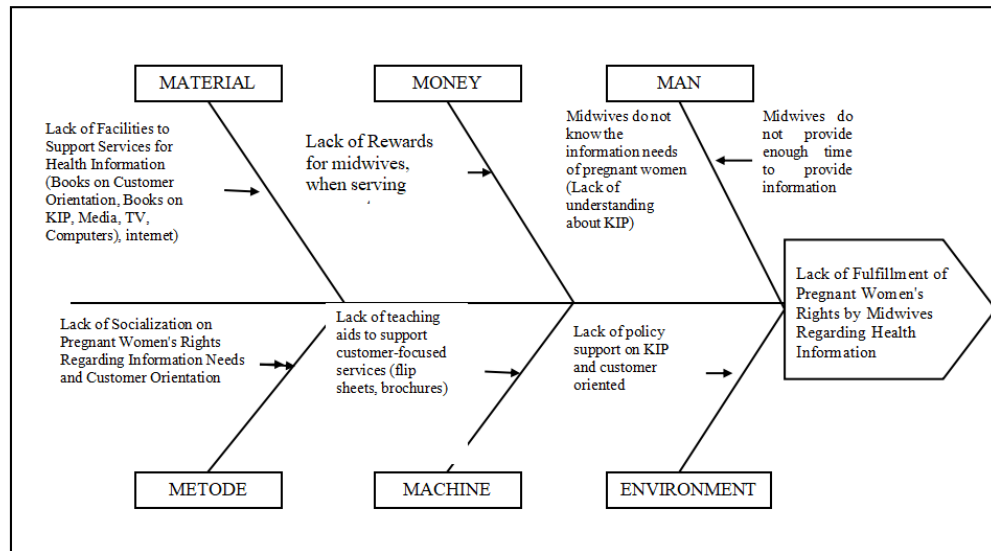 MATERIAL
MONEY
MAN
Lack of Facilities to
Support Services for
Health Information
(Books on Customer
Orientation, Books on
KIP, Media, TV,
Computers), internet)
Lack of Rewards
for midwives,
when serving
Midwives do not
know the
information needs
of pregnant women
(Lack of
understanding
about KIP)
Midwives do
not provide
enough time
to provide
information
Lack of Fulfillment of
Pregnant Women's
Rights by Midwives
Regarding Health
Information
Lack of Socialization on
Pregnant Women's Rights
Regarding Information Needs
and Customer Orientation
Lack of teaching
aids to support
customer-focused
services (flip
sheets, brochures)
Lack of policy
support on KIP
and customer
oriented
METODE
MACHINE
ENVIRONMENT